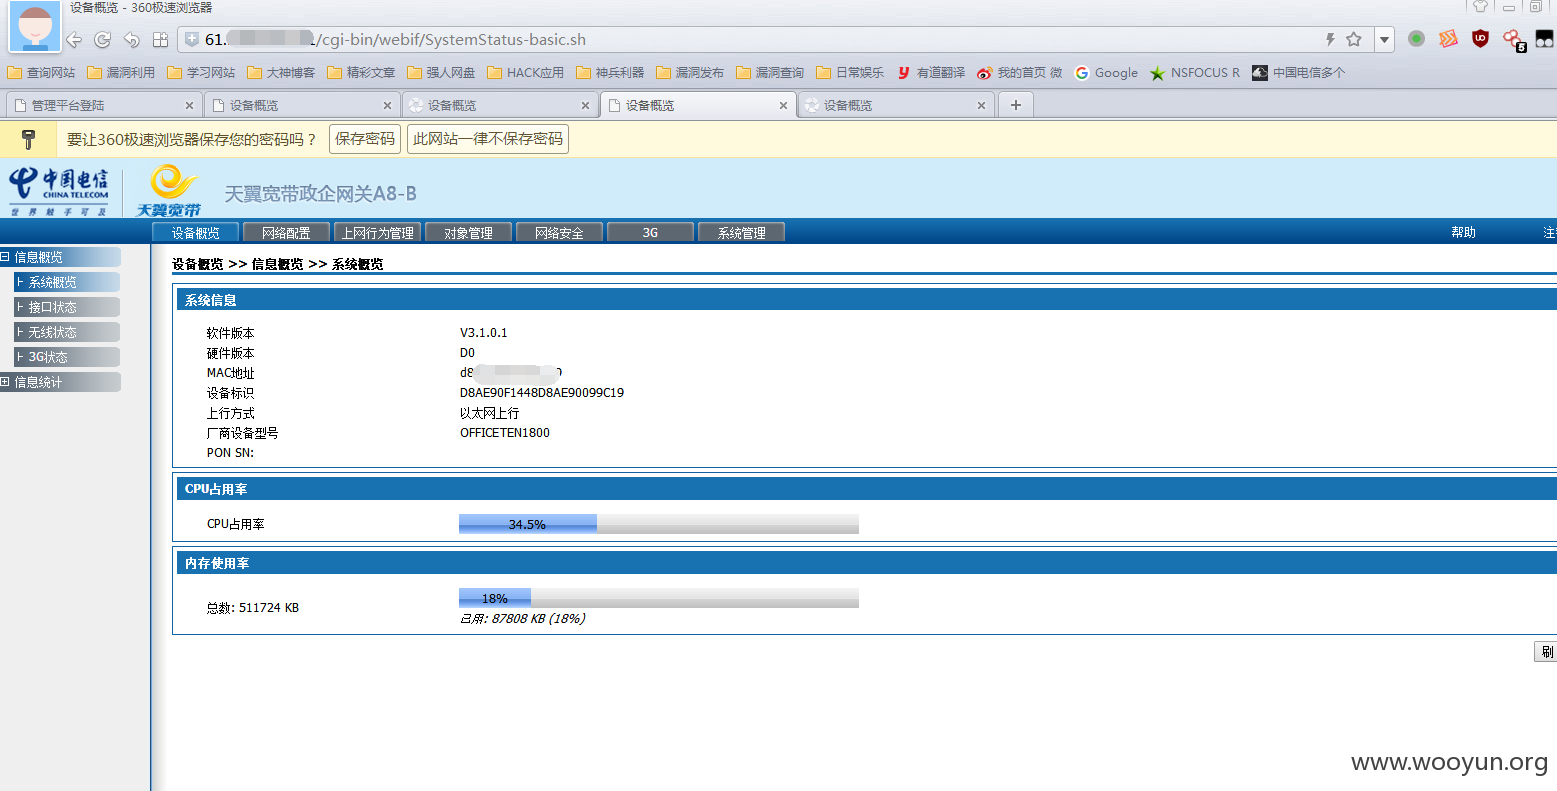 设备概览 - 360极速浏览器
61. /cgi-bin/webif/SystemStatus-basic.sh
查询网站 漏洞利用 学习网站 大神博客 精彩文章 强人网盘 HACK应用 神兵利器 漏洞发布 漏洞查询 日常娱乐 有道翻译 我的首页 微 Google NSFOCUS R 中国电信多个
管理平台登陆 设备概览 设备概览 设备概览 设备概览
要让360极速浏览器保存您的密码吗？ 保存密码 此网站一律不保存密码
中国电信 CHINA TELECOM 世界触手可及 天翼宽带 天翼宽带政企网关A8-B
设备概览 网络配置 上网行为管理 对象管理 网络安全 3G 系统管理 帮助 注
信息概览
系统概览
接口状态
无线状态
3G状态
信息统计
设备概览 >> 信息概览 >> 系统概览
系统信息
软件版本 V3.1.0.1
硬件版本 D0
MAC地址 d8
设备标识 D8AE90F1448D8AE90099C19
上行方式 以太网上行
厂商设备型号 OFFICETEN1800
PON SN:
CPU占用率
CPU占用率 34.5%
内存使用率
总数: 511724 KB 18%
已用: 87808 KB (18%)
刷
www.wooyun.org